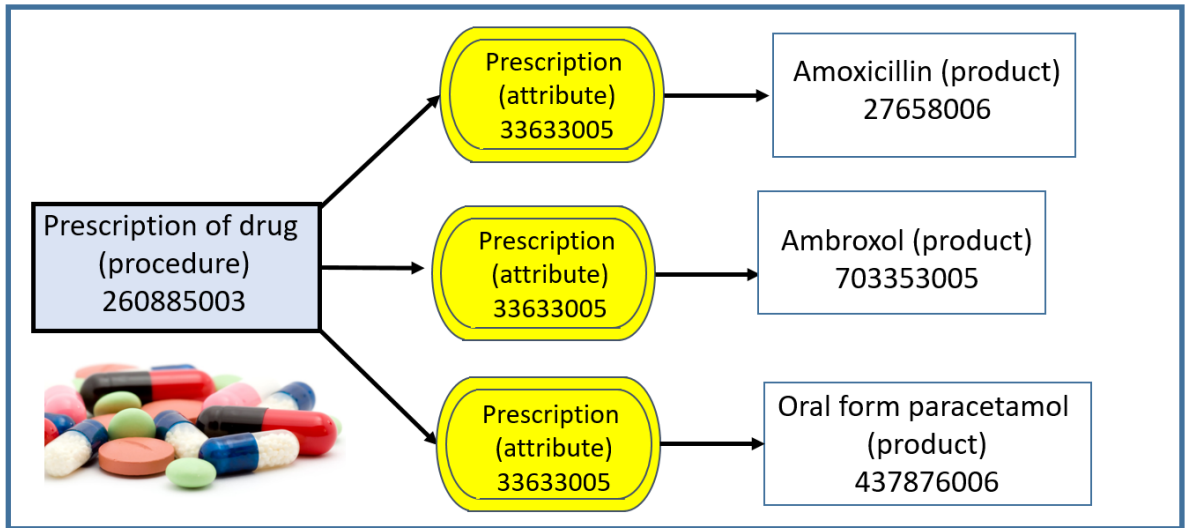 Prescription
(attribute)
33633005
Amoxicillin (product)
27658006
Prescription of drug
(procedure)
260885003
Prescription
(attribute)
33633005
Ambroxol (product)
703353005
Prescription
(attribute)
33633005
Oral form paracetamol
(product)
437876006